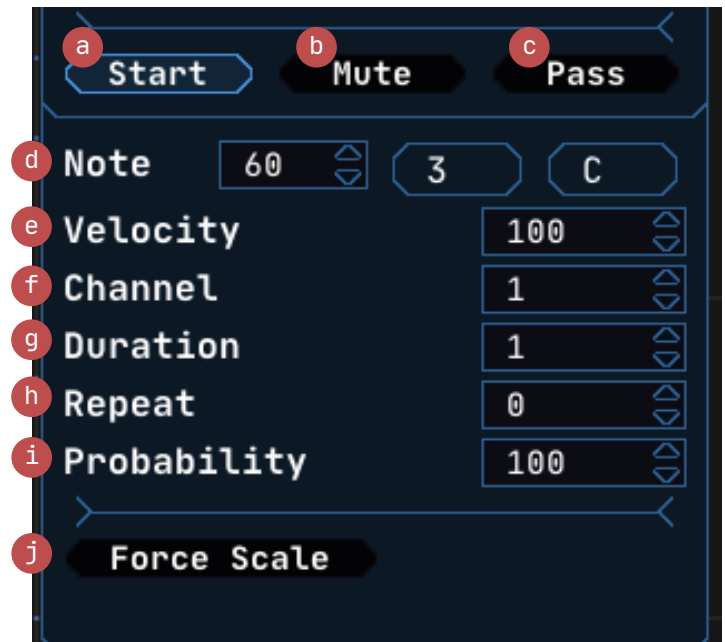 a b c
Start Mute Pass
d Note 60 3 C
e Velocity 100
f Channel 1
g Duration 1
h Repeat 0
i Probability 100
j Force Scale